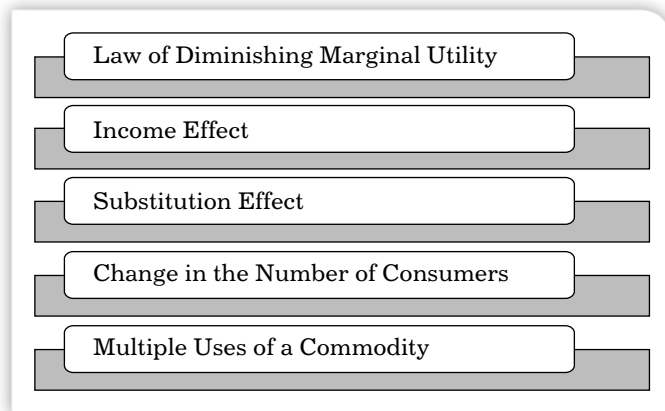 Law of Diminishing Marginal Utility
Income Effect
Substitution Effect
Change in the Number of Consumers
Multiple Uses of a Commodity